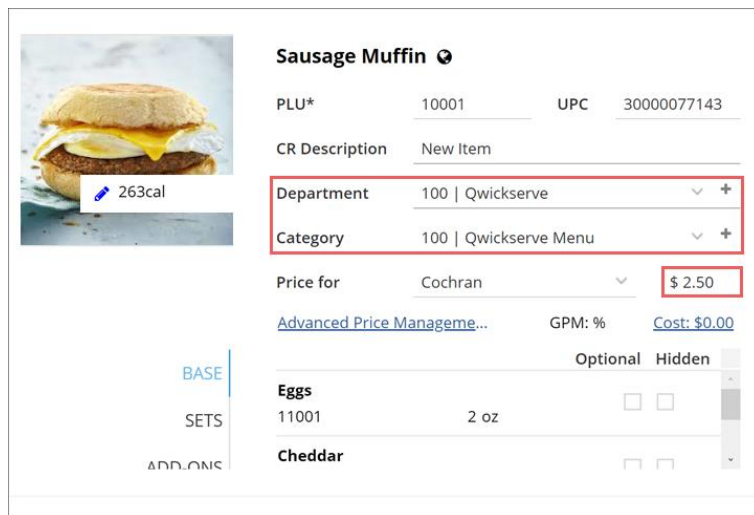 Sausage Muffin
PLU* 10001 UPC 30000077143
CR Description New Item
263cal
Department 100 | Qwickserve
Category 100 | Qwickserve Menu
Price for Cochran $ 2.50
Advanced Price Manageme... GPM: % Cost: $0.00
Optional Hidden
BASE
Eggs
11001 2 oz
SETS
Cheddar
ADD-ONS